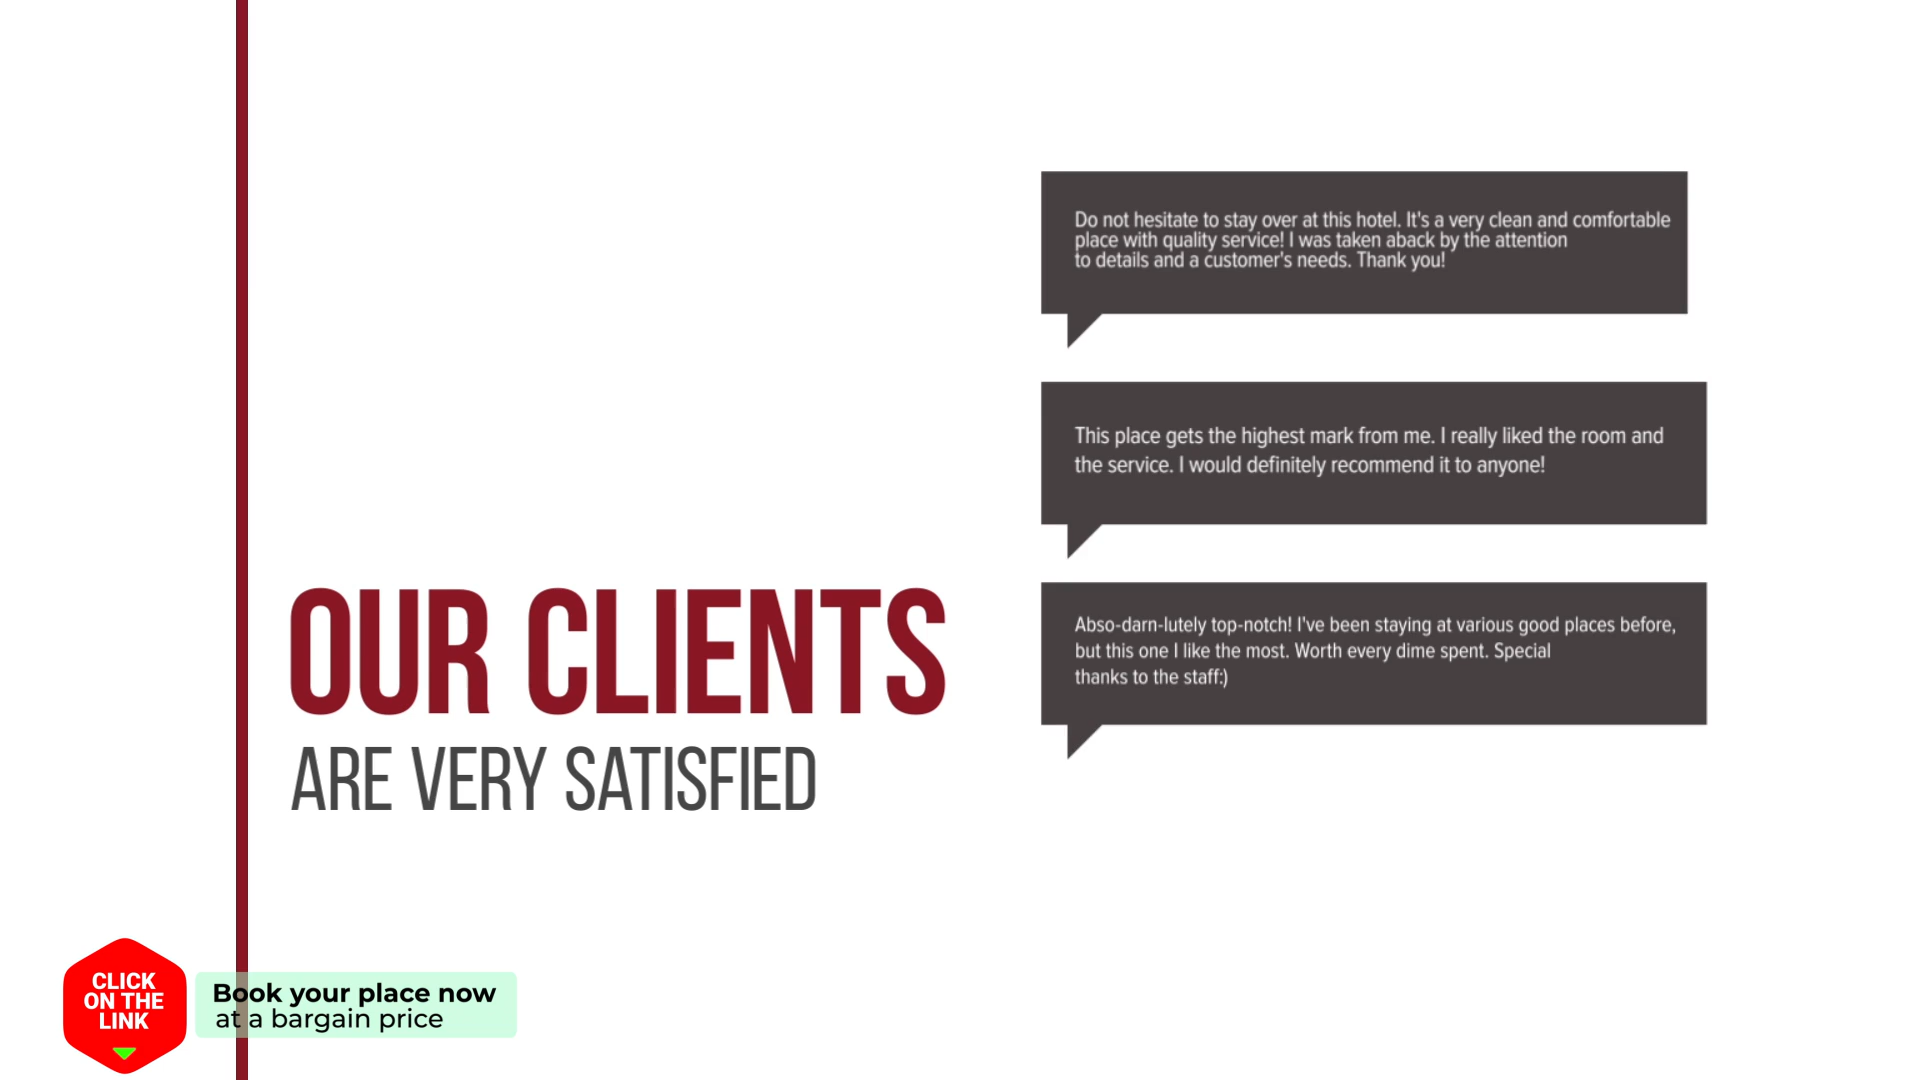 Do not hesitate to stay over at this hotel. It's a very clean and comfortable
place with quality service! I was taken aback by the attention
to details and a customer's needs. Thank you!
This place gets the highest mark from me. I really liked the room and
the service. I would definitely recommend it to anyone!
Abso-darn-lutely top-notch! I've been staying at various good places before,
but this one I like the most. Worth every dime spent. Special
thanks to the staff:)
OUR CLIENTS
ARE VERY SATISFIED
CLICK
ON THE
LINK
Book your place now
at a bargain price